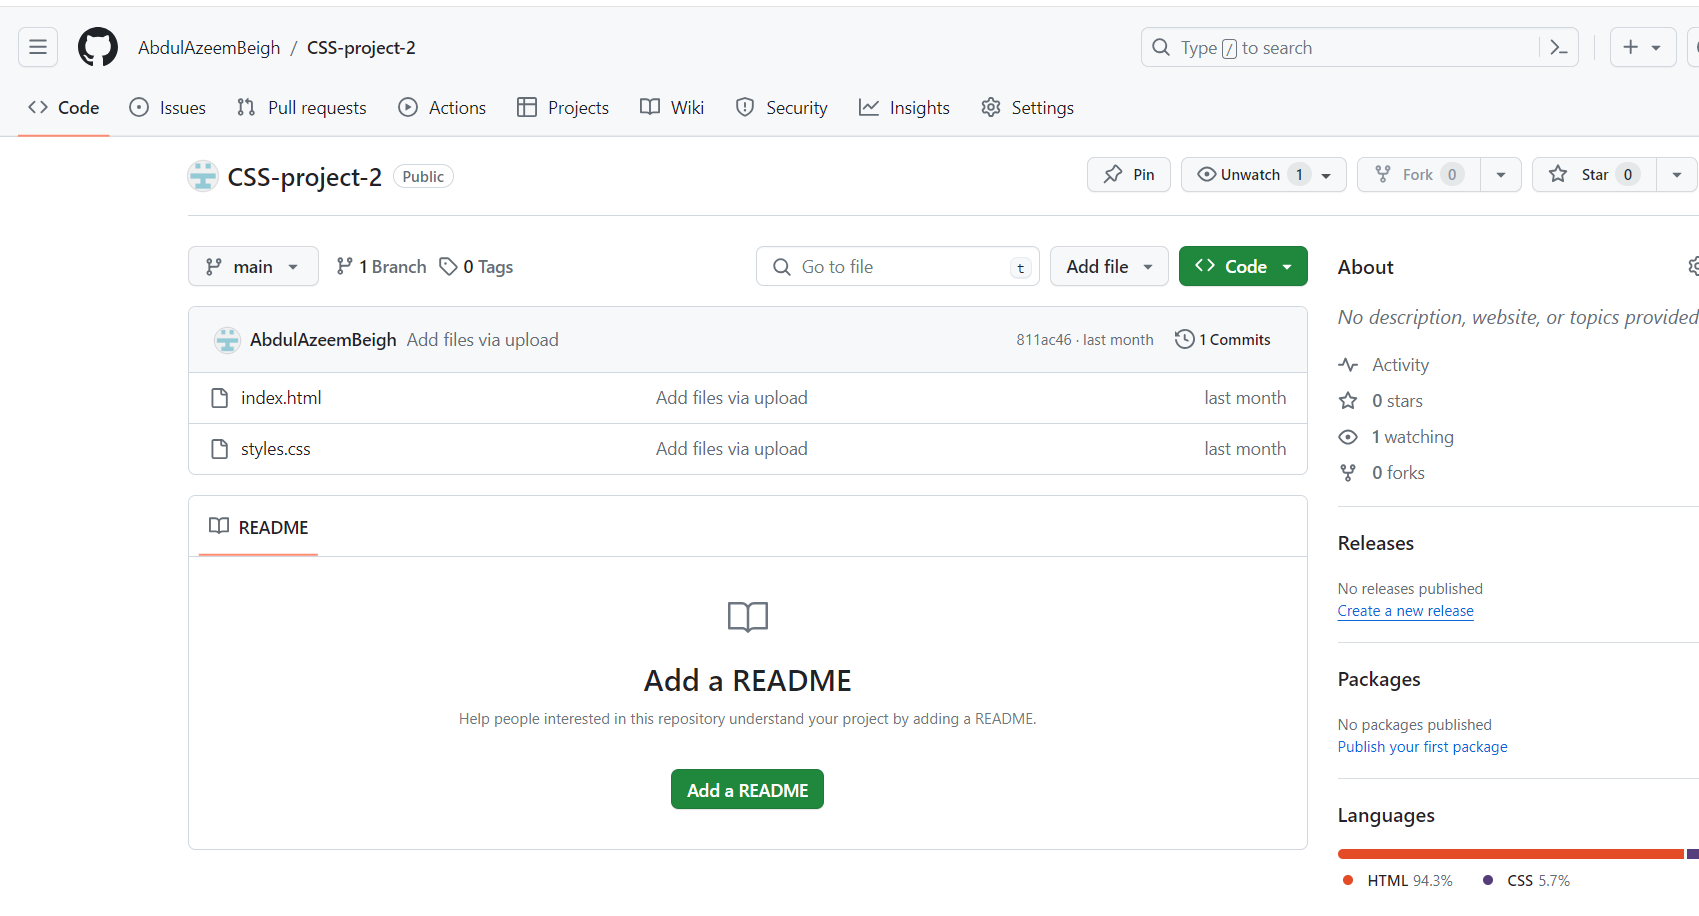 AbdulAzeemBeigh / CSS-project-2
Type / to search
Code Issues Pull requests Actions Projects Wiki Security Insights Settings
CSS-project-2 Public
Pin Unwatch 1 Fork 0 Star 0
main 1 Branch 0 Tags Go to file t Add file Code
AbdulAzeemBeigh Add files via upload 811ac46 · last month 1 Commits
index.html Add files via upload last month
styles.css Add files via upload last month
README
Add a README
Help people interested in this repository understand your project by adding a README.
Add a README
About
No description, website, or topics provided
Activity
0 stars
1 watching
0 forks
Releases
No releases published
Create a new release
Packages
No packages published
Publish your first package
Languages
HTML 94.3% CSS 5.7%